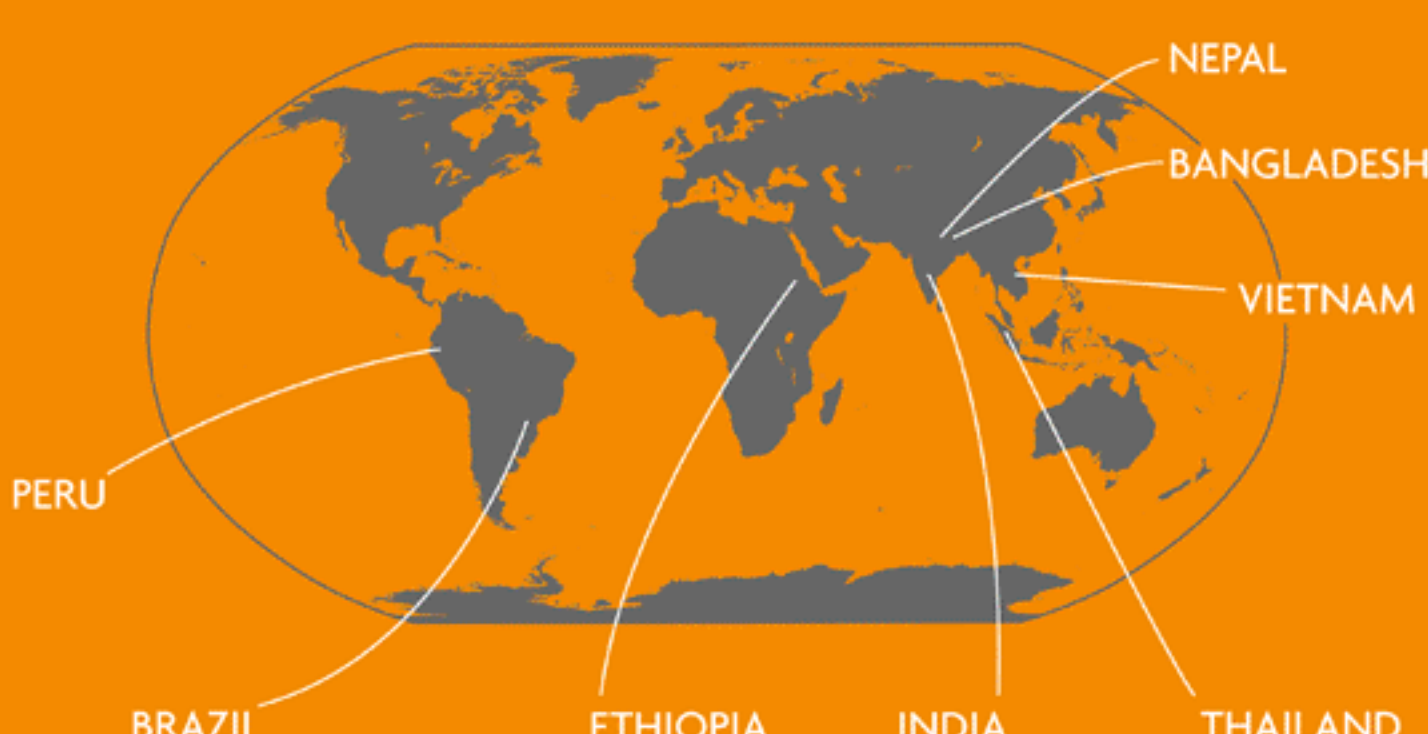 NEPAL
BANGLADESH
VIETNAM
PERU
BRAZIL
ETHIOPIA
INDIA
THAILAND